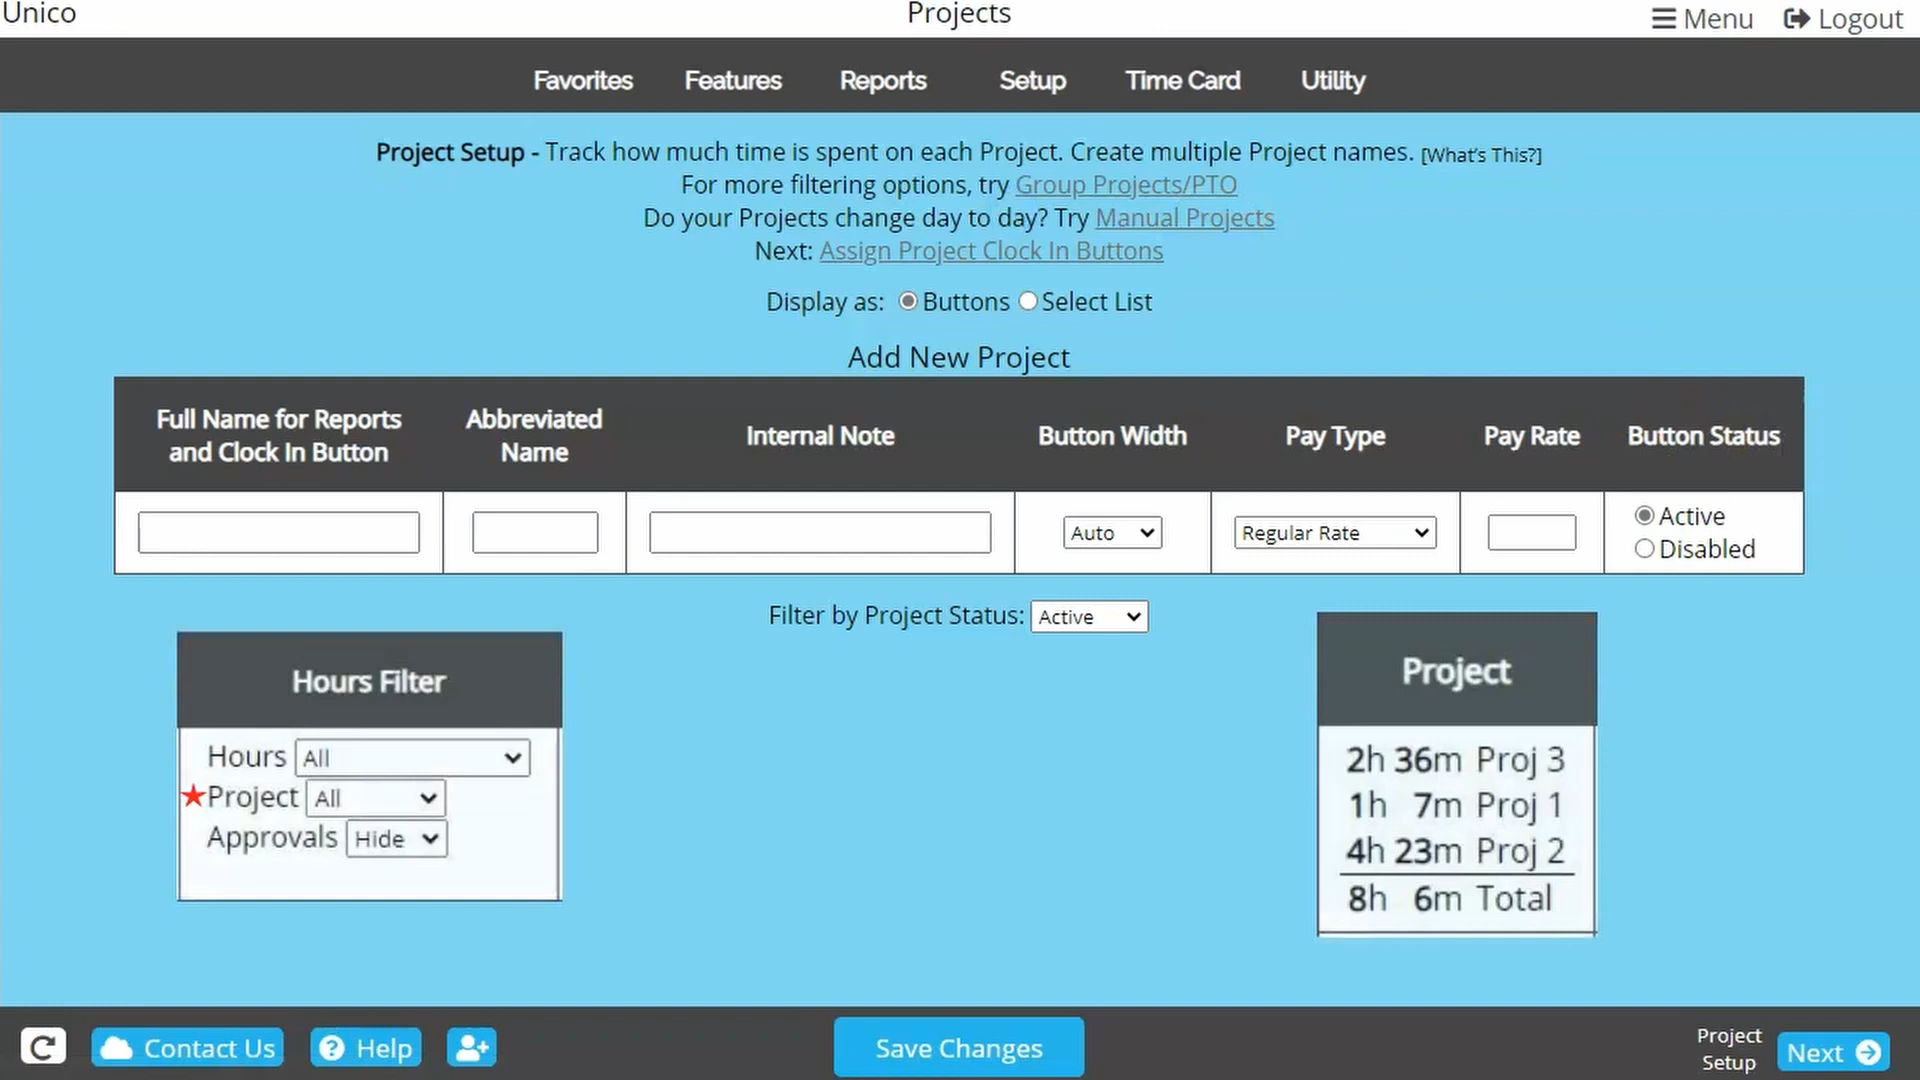 Unico
Projects
Menu
Logout
Favorites
Features
Reports
Setup
Time Card
Utility
Project Setup - Track how much time is spent on each Project. Create multiple Project names. [What's This?]
For more filtering options, try Group Projects/PTO
Do your Projects change day to day? Try Manual Projects
Next: Assign Project Clock In Buttons
Display as: Buttons Select List
Add New Project
Full Name for Reports
and Clock In Button
Abbreviated
Name
Internal Note
Button Width
Pay Type
Pay Rate
Button Status
Auto
Regular Rate
Active
Disabled
Filter by Project Status: Active
Hours Filter
Hours All
Project All
Approvals Hide
Project
2h 36m Proj 3
1h 7m Proj 1
4h 23m Proj 2
8h 6m Total
Contact Us
Help
Save Changes
Project
Setup
Next